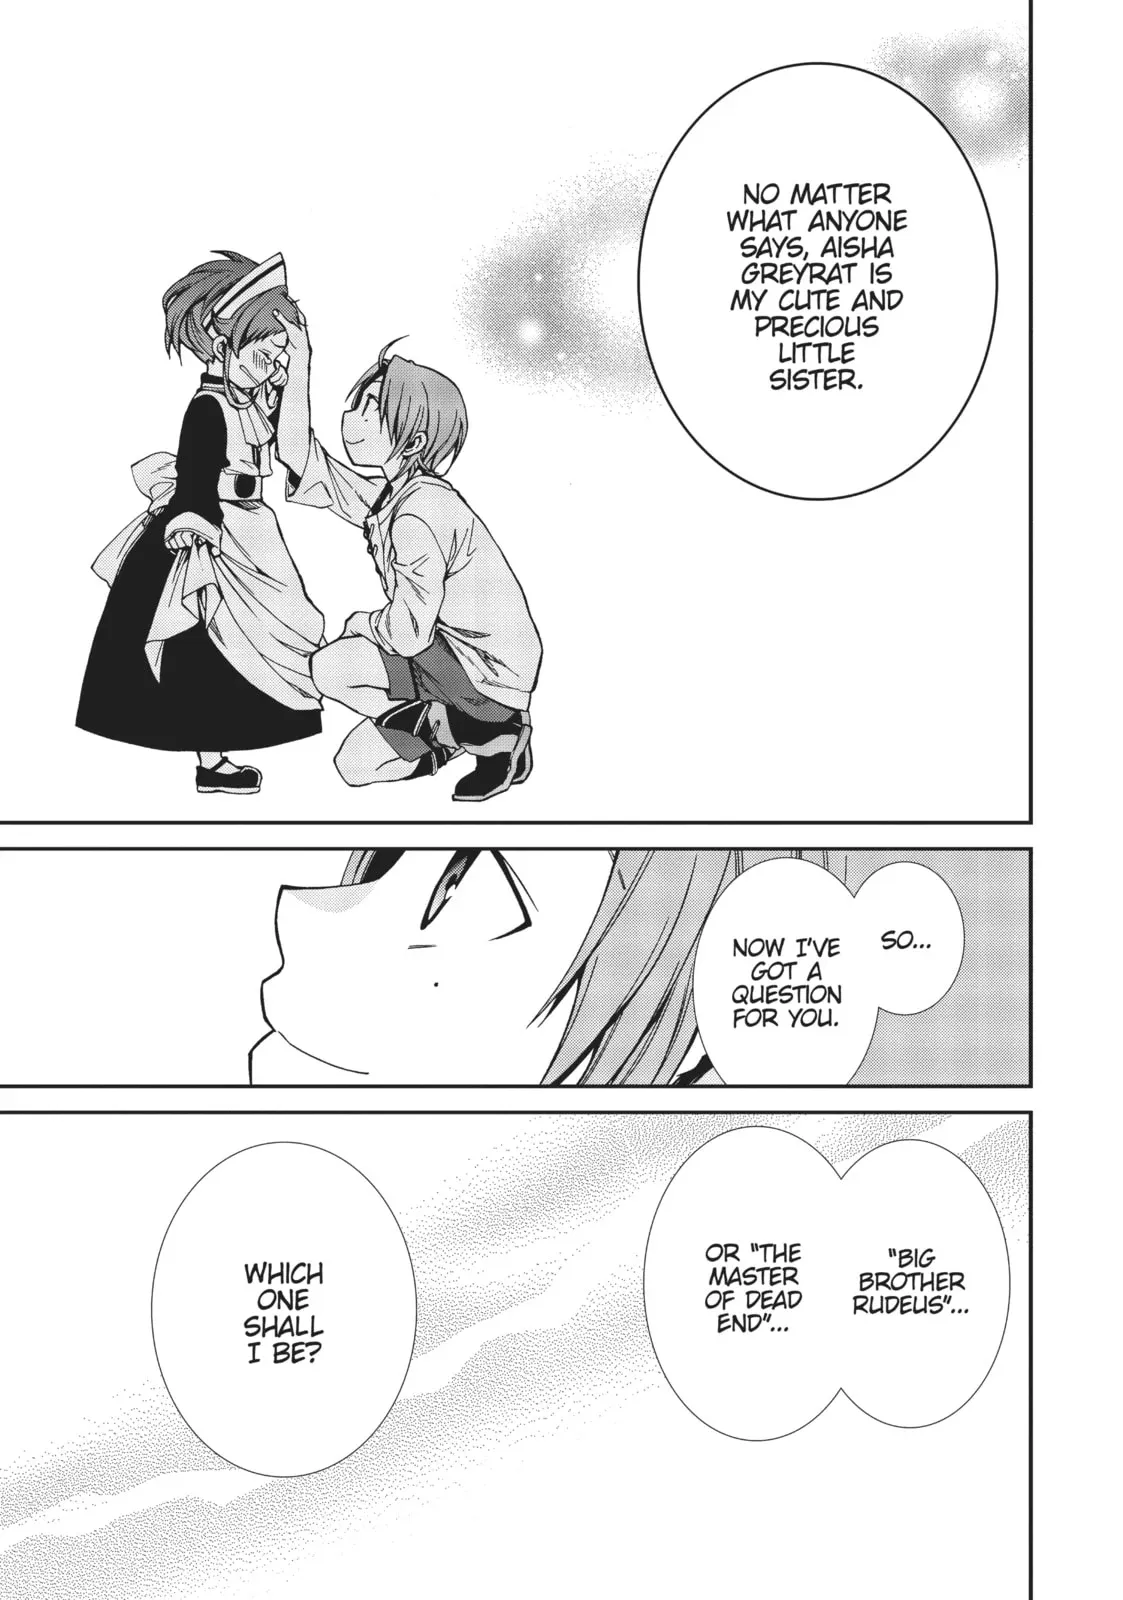 NO MATTER
WHAT ANYONE
SAYS, AISHA
GREYRAT IS
MY CUTE AND
PRECIOUS
LITTLE
SISTER.
SO...
NOW I'VE
GOT A
QUESTION
FOR YOU.
"BIG
BROTHER
RUDEUS"...
OR "THE
MASTER
OF DEAD
END"...
WHICH
ONE
SHALL
I BE?